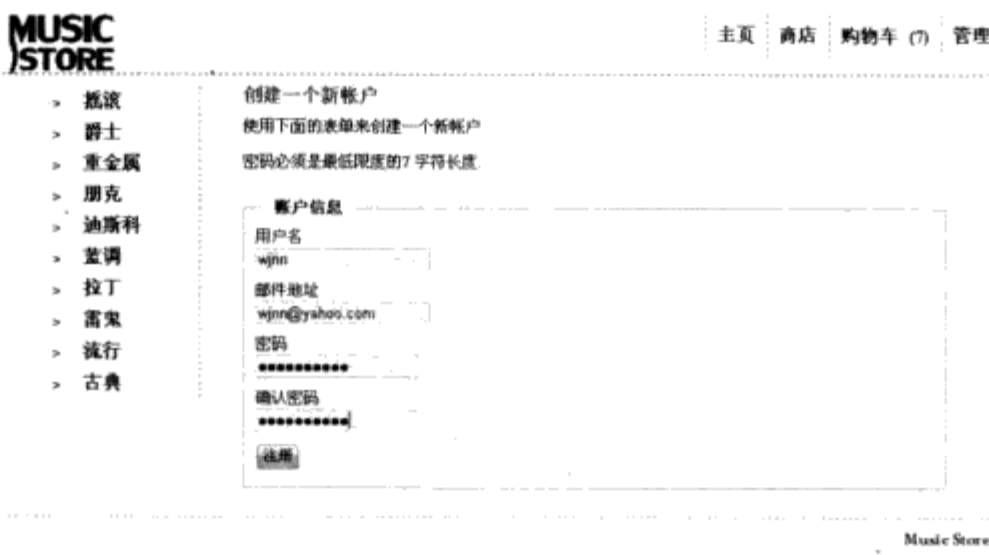 MUSIC
STORE
主页 商店 购物车 (7) 管理
> 摇滚
> 爵士
> 重金属
> 朋克
> 迪斯科
> 蓝调
> 拉丁
> 雷鬼
> 流行
> 古典
创建一个新帐户
使用下面的表单来创建一个新帐户
密码必须是最低限度的7 字符长度.
账户信息
用户名
wjnn
邮件地址
wjnn@yahoo.com
密码
●●●●●●●●●●
确认密码
●●●●●●●●●●
注册
Music Store